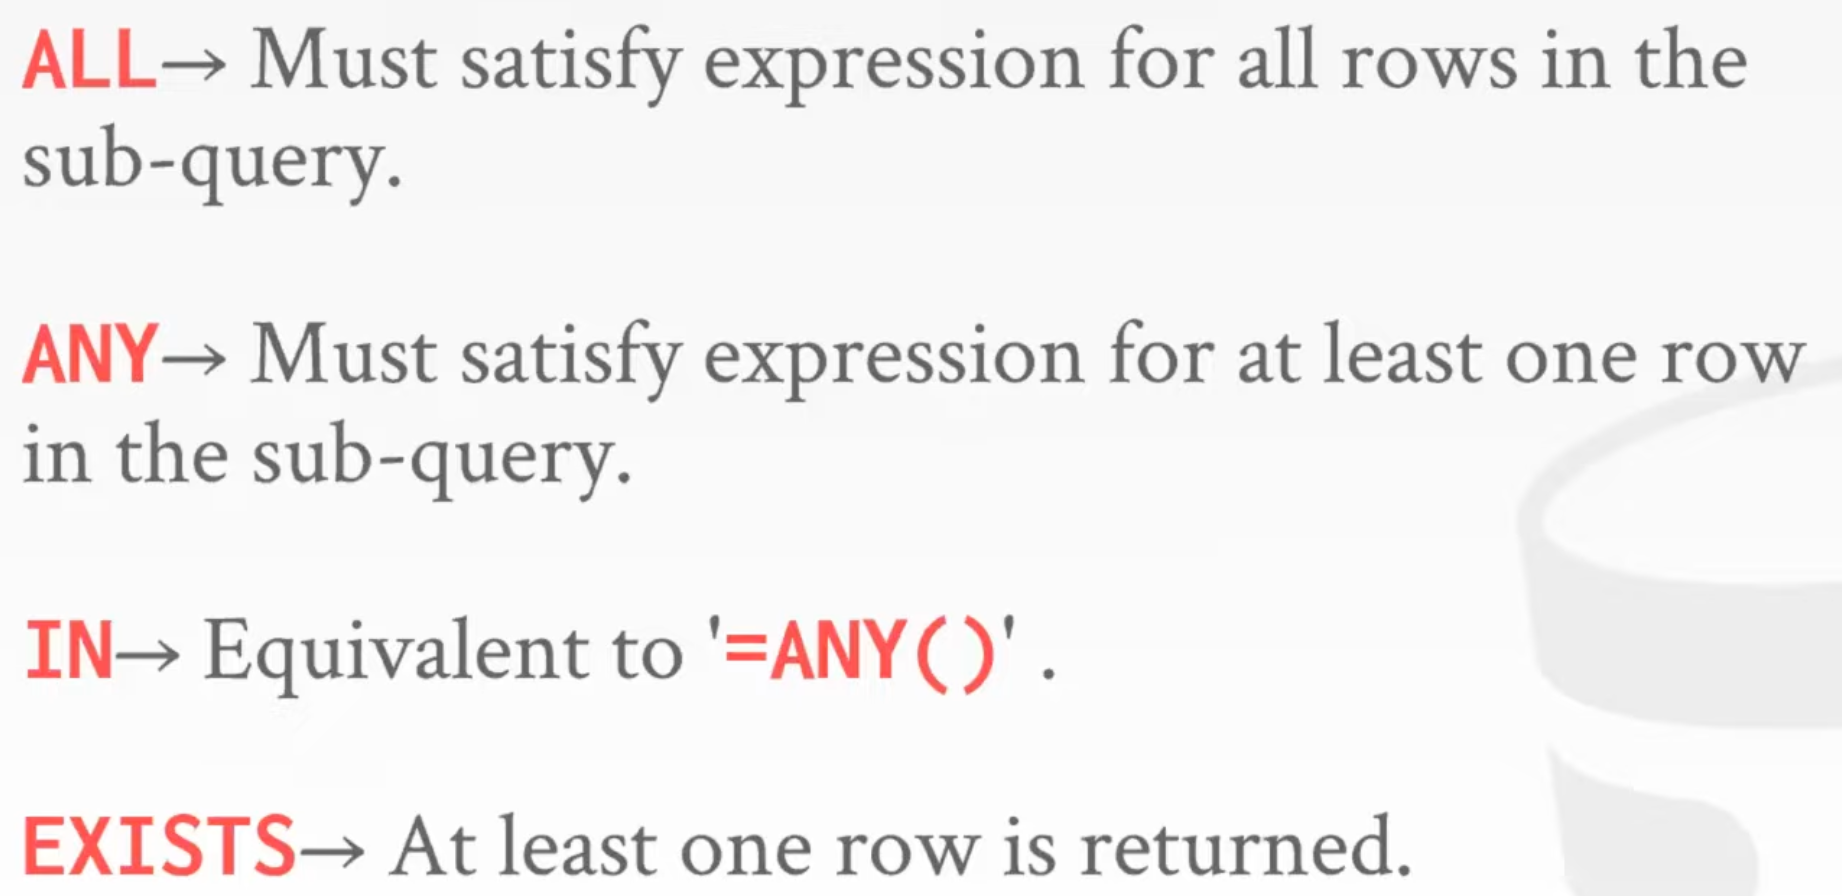 ALL→ Must satisfy expression for all rows in the
sub-query.
ANY→ Must satisfy expression for at least one row
in the sub-query.
IN→ Equivalent to '=ANY()' .
EXISTS→ At least one row is returned.